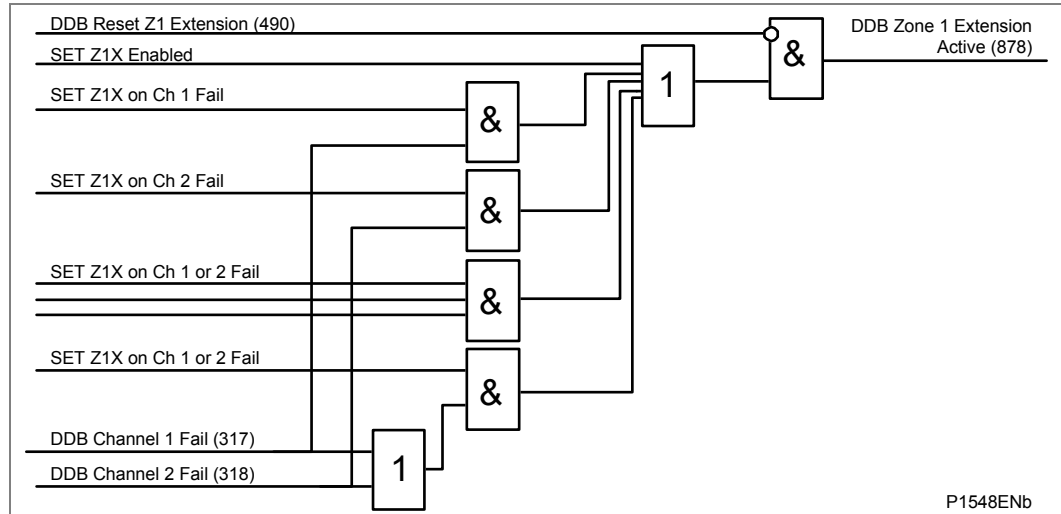 DDB Reset Z1 Extension (490)
DDB Zone 1 Extension
Active (878)
SET Z1X Enabled
&
1
SET Z1X on Ch 1 Fail
&
SET Z1X on Ch 2 Fail
&
SET Z1X on Ch 1 or 2 Fail
&
SET Z1X on Ch 1 or 2 Fail
&
DDB Channel 1 Fail (317)
DDB Channel 2 Fail (318)
1
P1548ENb